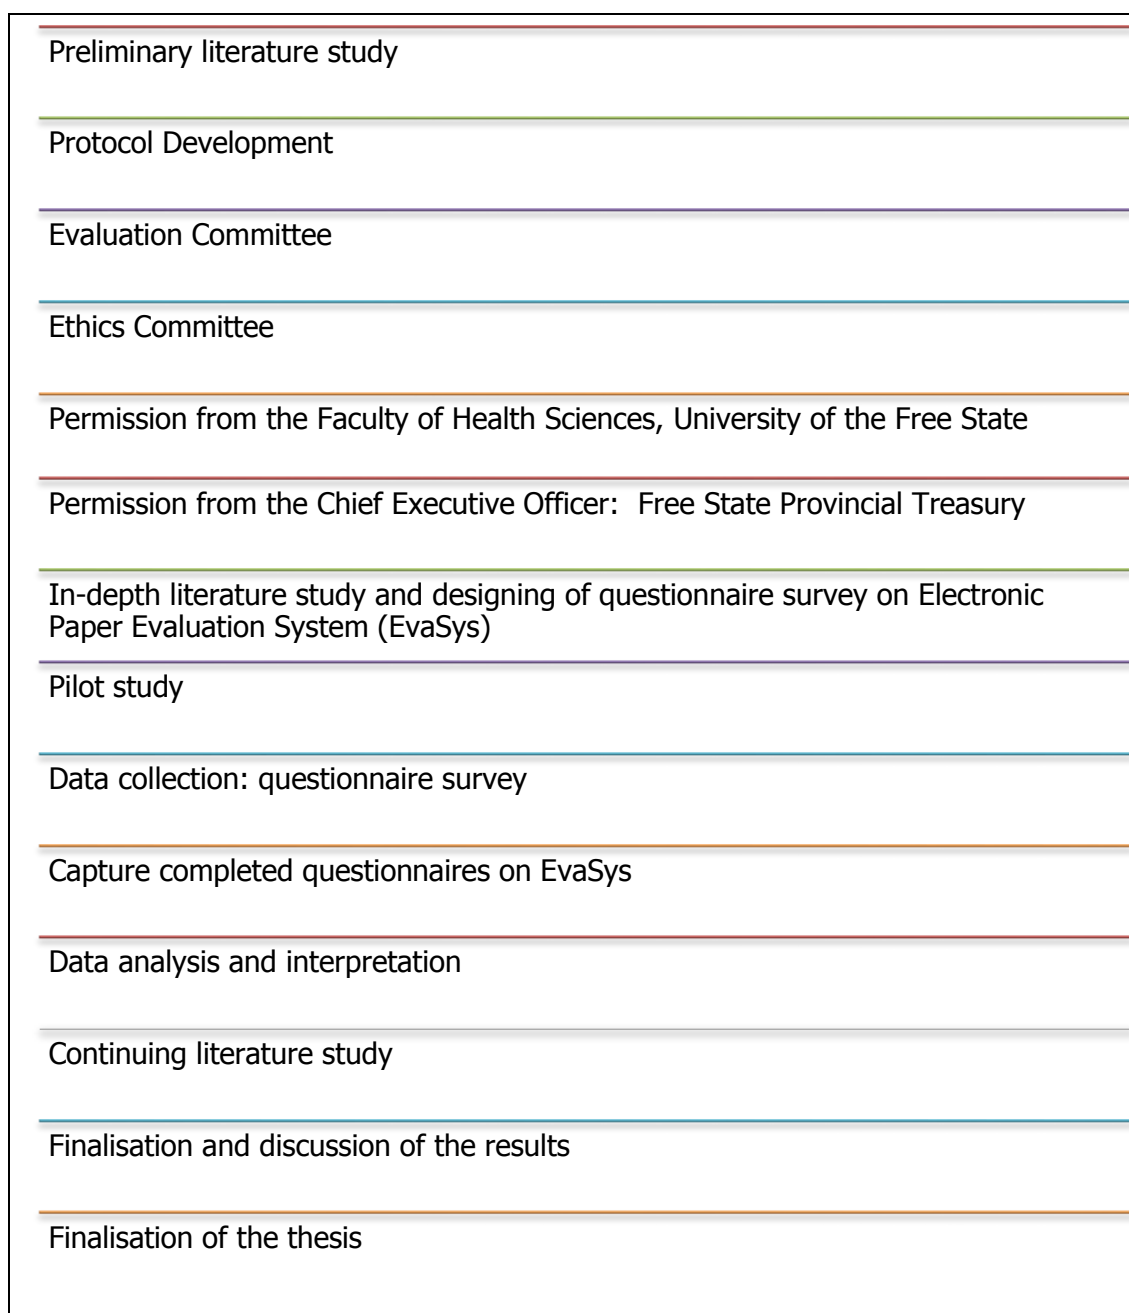 Preliminary literature study
Protocol Development
Evaluation Committee
Ethics Committee
Permission from the Faculty of Health Sciences, University of the Free State
Permission from the Chief Executive Officer:  Free State Provincial Treasury
In-depth literature study and designing of questionnaire survey on Electronic
Paper Evaluation System (EvaSys)
Pilot study
Data collection: questionnaire survey
Capture completed questionnaires on EvaSys
Data analysis and interpretation
Continuing literature study
Finalisation and discussion of the results
Finalisation of the thesis